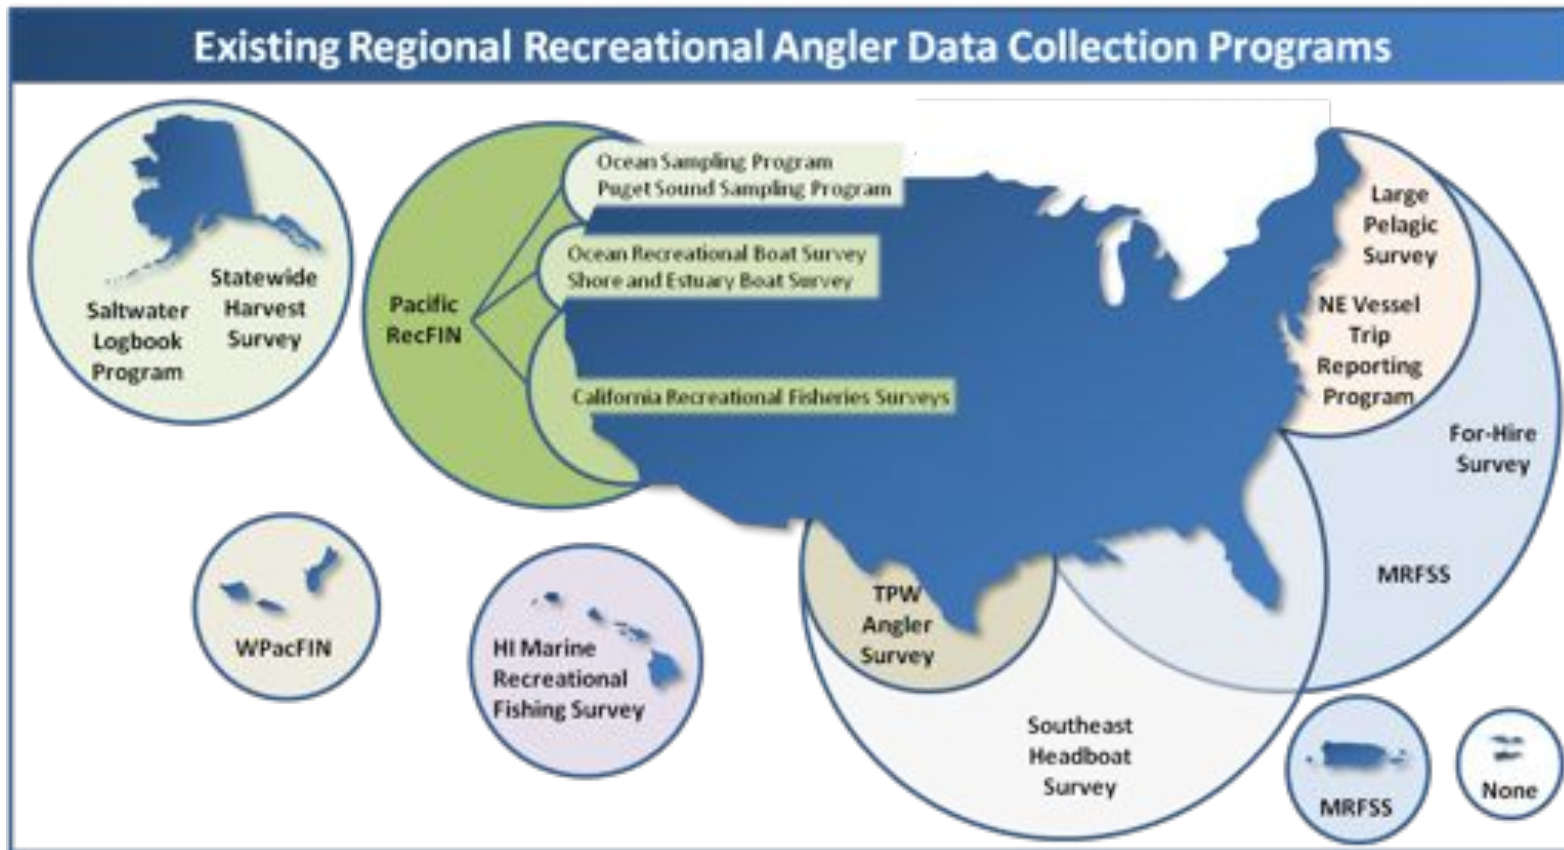 Existing Regional Recreational Angler Data Collection Programs
Statewide
Harvest
Survey
Saltwater
Logbook
Program
Pacific
RecFIN
Ocean Sampling Program
Puget Sound Sampling Program
Ocean Recreational Boat Survey
Shore and Estuary Boat Survey
California Recreational Fisheries Surveys
Large
Pelagic
Survey
NE Vessel
Trip
Reporting
Program
For-Hire
Survey
MRFSS
WPacFIN
HI Marine
Recreational
Fishing Survey
TPW
Angler
Survey
Southeast
Headboat
Survey
MRFSS
None